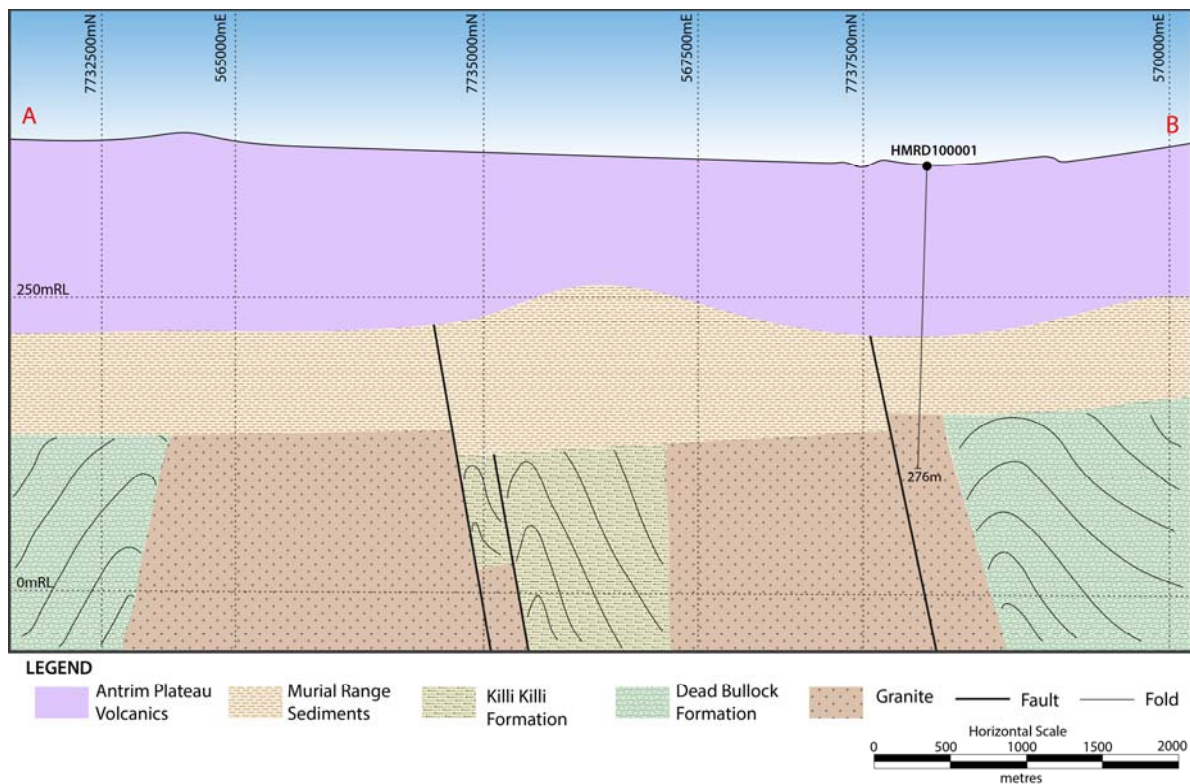 7732500mN
565000mE
7735000mN
567500mE
7737500mN
570000mE
A
B
HMRD100001
250mRL
276m
0mRL
LEGEND
Antrim Plateau
Volcanics
Murial Range
Sediments
Killi Killi
Formation
Dead Bullock
Formation
Granite
Fault
Fold
Horizontal Scale
0 500 1000 1500 2000
metres